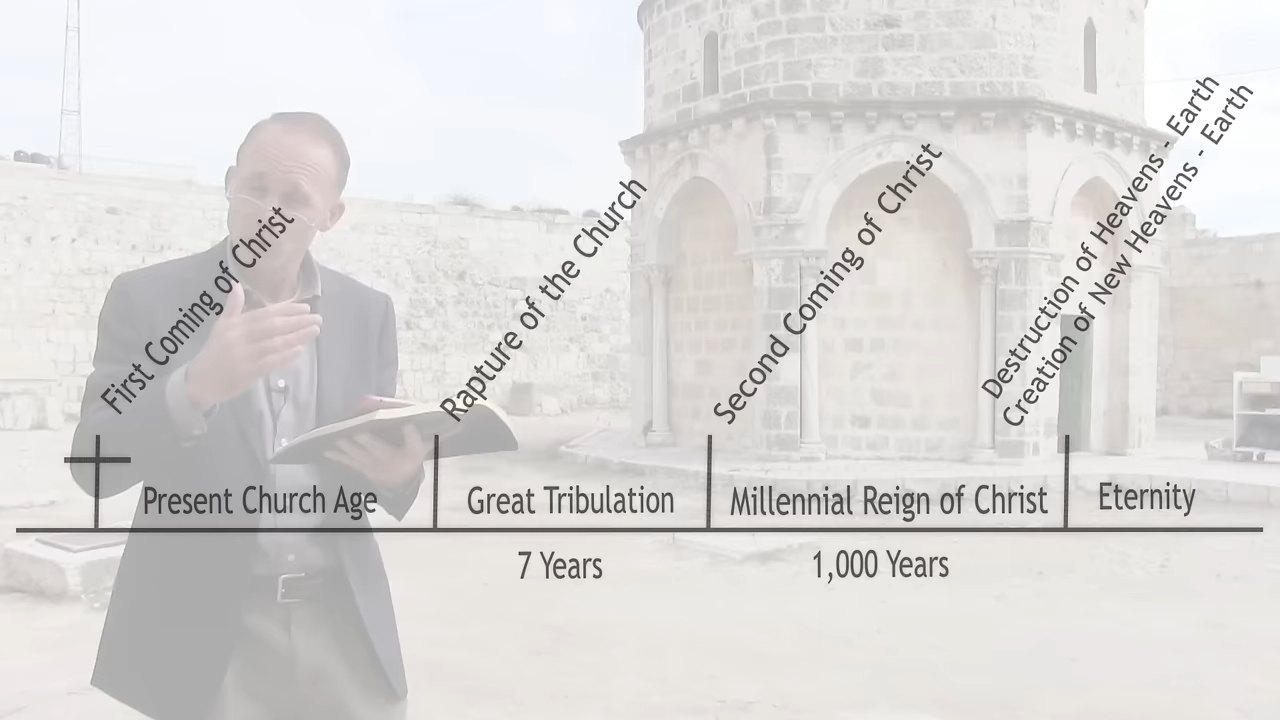 First Coming of Christ
Rapture of the Church
Second Coming of Christ
Destruction of Heavens - Earth
Creation of New Heavens - Earth
Present Church Age
Great Tribulation
Millennial Reign of Christ
Eternity
7 Years
1,000 Years